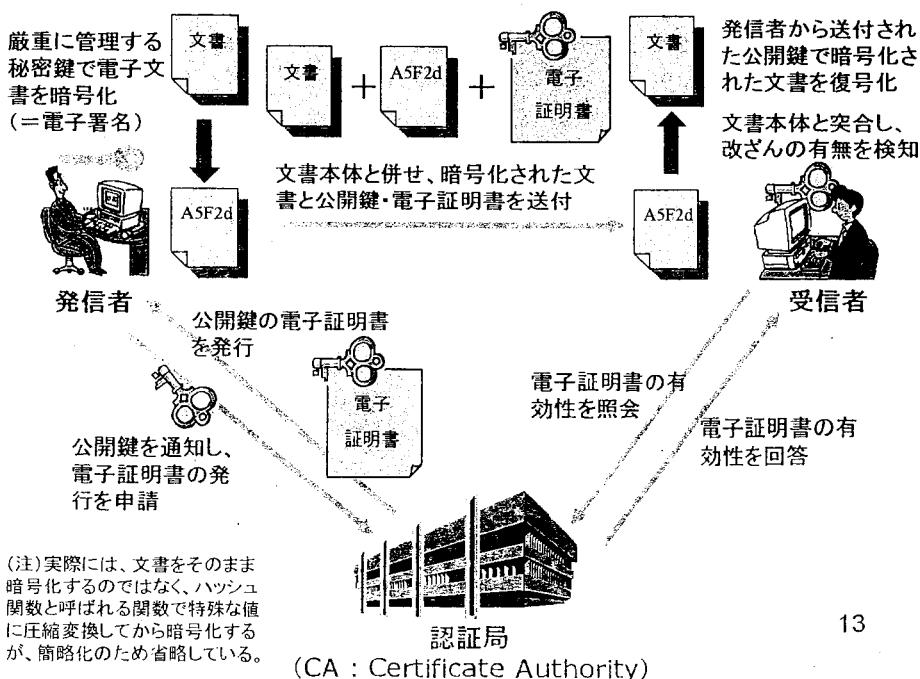 厳重に管理する
秘密鍵で電子文
書を暗号化
(＝電子署名)
文書
文書
＋
A5F2d
＋
電子
証明書
文書
発信者から送付され
た公開鍵で暗号化さ
れた文書を復号化
文書本体と突合し、
改ざんの有無を検知
文書本体と併せ、暗号化された文
書と公開鍵・電子証明書を送付
A5F2d
A5F2d
発信者
受信者
公開鍵の電子証明書
を発行
電子
証明書
公開鍵を通知し、
電子証明書の発
行を申請
電子証明書の有
効性を照会
電子証明書の有
効性を回答
(注)実際には、文書をそのまま
暗号化するのではなく、ハッシュ
関数と呼ばれる関数で特殊な値
に圧縮変換してから暗号化する
が、簡略化のため省略している。
認証局
(CA : Certificate Authority)
13